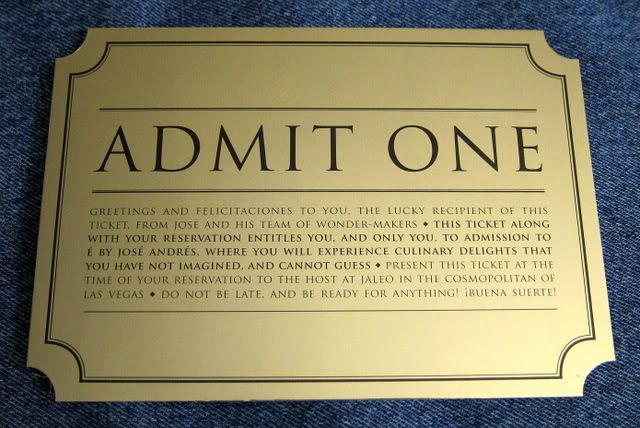 ADMIT ONE
GREETINGS AND FELICITACIONES TO YOU, THE LUCKY RECIPIENT OF THIS
TICKET, FROM JOSÉ AND HIS TEAM OF WONDER-MAKERS ◆ THIS TICKET ALONG
WITH YOUR RESERVATION ENTITLES YOU, AND ONLY YOU, TO ADMISSION TO
É BY JOSÉ ANDRÉS, WHERE YOU WILL EXPERIENCE CULINARY DELIGHTS THAT
YOU HAVE NOT IMAGINED, AND CANNOT GUESS ◆ PRESENT THIS TICKET AT THE
TIME OF YOUR RESERVATION TO THE HOST AT JALEO IN THE COSMOPOLITAN OF
LAS VEGAS ◆ DO NOT BE LATE, AND BE READY FOR ANYTHING! ¡BUENA SUERTE!